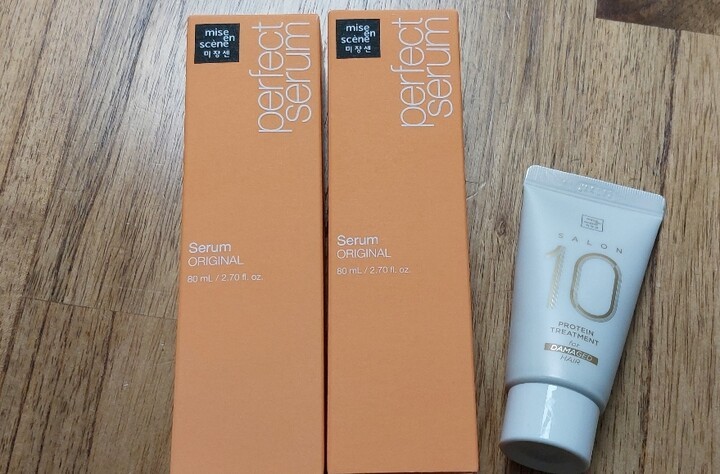 mise
en
scène
미장센
perfect
serum
Serum
ORIGINAL
80 mL / 2.70 fl. oz.
mise
en
scène
미장센
perfect
serum
Serum
ORIGINAL
80 mL / 2.70 fl. oz.
SALON
10
PROTEIN
TREATMENT
for
DAMAGED
HAIR